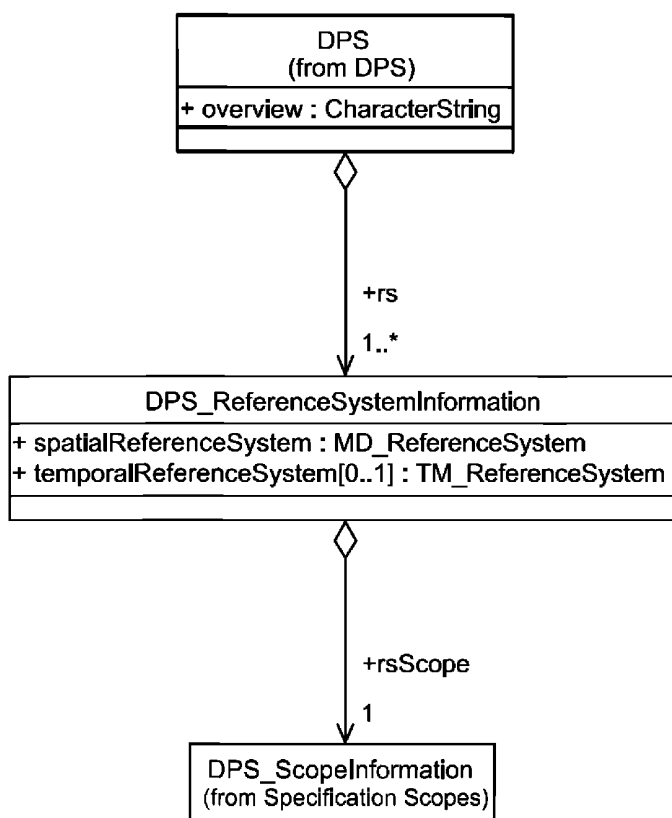 DPS
(from DPS)
+ overview : CharacterString
+rs
1..*
DPS_ReferenceSystemInformation
+ spatialReferenceSystem : MD_ReferenceSystem
+ temporalReferenceSystem[0..1] : TM_ReferenceSystem
+rsScope
1
DPS_ScopeInformation
(from Specification Scopes)